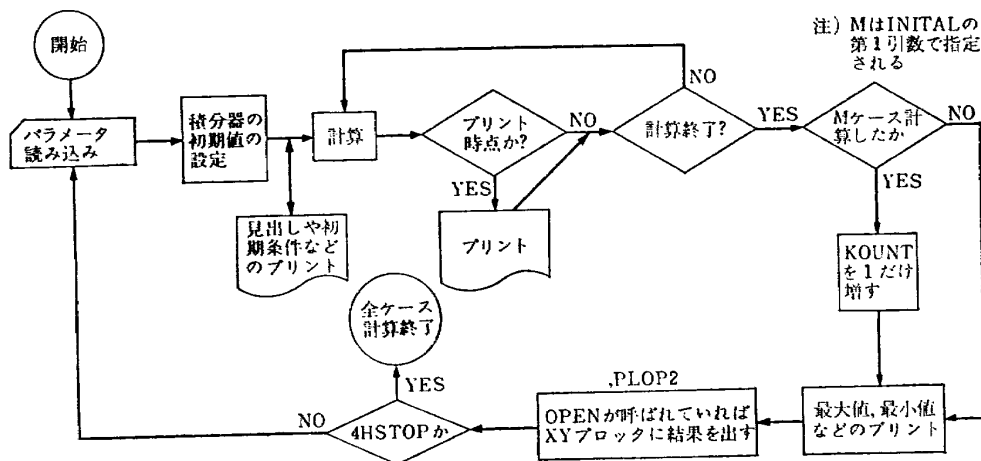 開始
注) MはINITALの
第1引数で指定
される
パラメータ
読み込み
積分器の
初期値の
設定
計算
プリント
時点か?
NO
YES
計算終了?
NO
YES
Mケース計
算したか
NO
YES
見出しや初
期条件など
のプリント
プリント
KOUNT
を1だけ
増す
全ケース
計算終了
YES
NO
4HSTOPか
,PLOP2
OPENが呼ばれていれば
XYプロッタに結果を出す
最大値,最小値
などのプリント